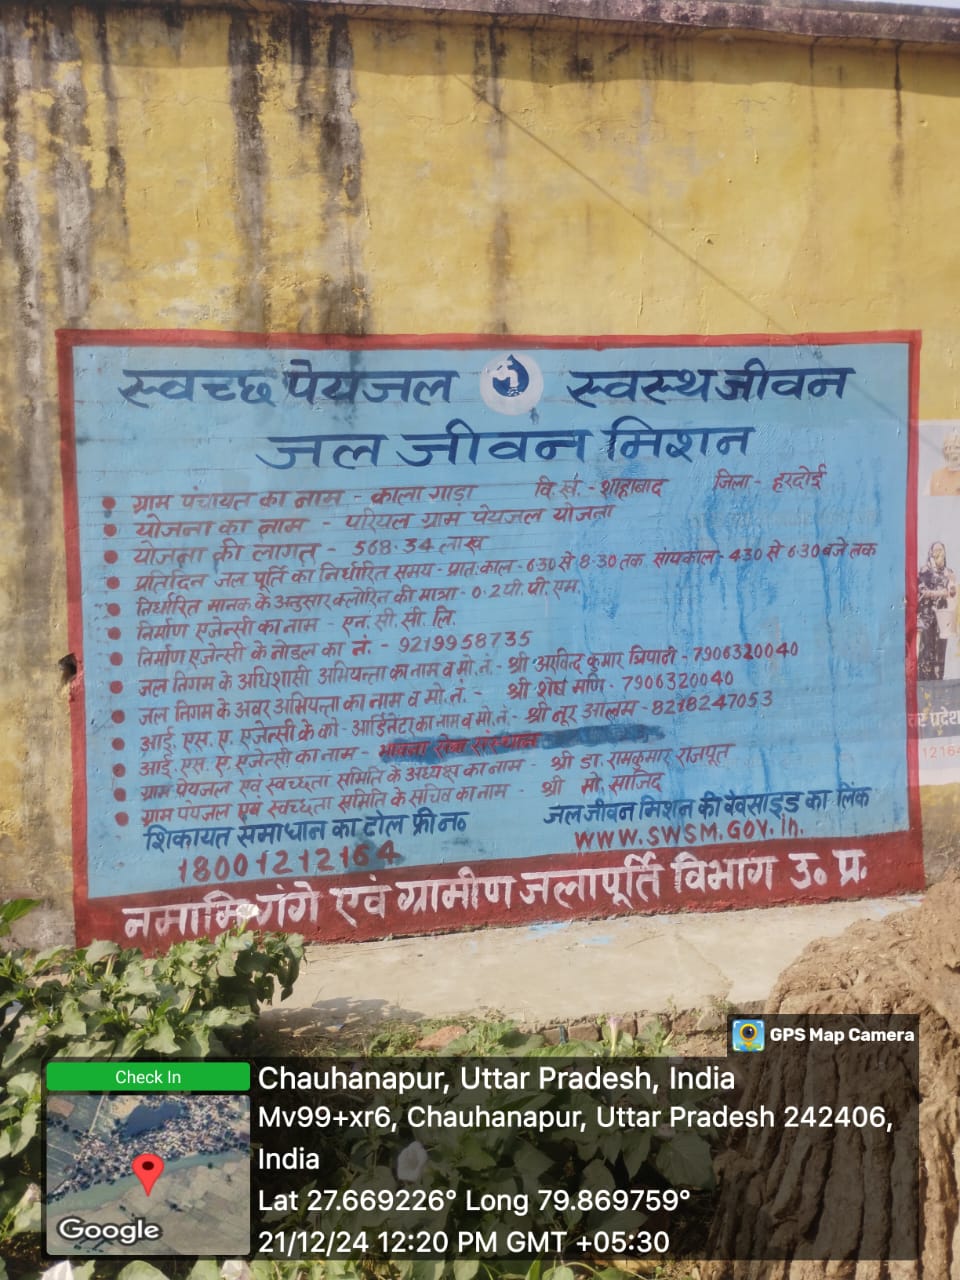 स्वच्छ पेयजल स्वस्थ जीवन
जल जीवन मिशन
ग्राम पंचायत का नाम - काला गाड़ा वि.सं. - शाहाबाद जिला - हरदोई
योजना का नाम - परियल ग्राम पेयजल योजना
योजना की लागत - 568.34 लाख
प्रतिदिन जल पूर्ति का निर्धारित समय - प्रातःकाल - 6:30 से 8:30 तक सांयकाल - 4:30 से 6:30 बजे तक
निर्धारित मानक के अनुसार क्लोरिन की मात्रा - 0.2 पी.पी.एम.
निर्माण एजेन्सी का नाम - एन.सी.सी.लि.
निर्माण एजेन्सी के नोडल का नं. - 9219958735
जल निगम के अधिशासी अभियन्ता का नाम व मो.नं. - श्री अरविन्द कुमार त्रिपाठी - 7906320040
जल निगम के अवर अभियन्ता का नाम व मो.नं. - श्री शेष मणि - 7906320040
आई.एस.ए. एजेन्सी के को-आर्डिनेटर का नाम व मो.नं. - श्री नूर आलम - 8218247053
आई.एस.ए. एजेन्सी का नाम - सेवा संस्थान
ग्राम पेयजल एवं स्वच्छता समिति के अध्यक्ष का नाम - श्री डा. रामकुमार राजपूत
ग्राम पेयजल एवं स्वच्छता समिति के सचिव का नाम - श्री मो. साजिद
शिकायत समाधान का टोल फ्री न० जल जीवन मिशन की वैवसाइड का लिंक
18001212164 www.swsm.gov.in.
नमामि गंगे एवं ग्रामीण जलापूर्ति विभाग उ० प्र.
GPS Map Camera
Check In
Chauhanapur, Uttar Pradesh, India
Mv99+xr6, Chauhanapur, Uttar Pradesh 242406,
India
Lat 27.669226° Long 79.869759°
21/12/24 12:20 PM GMT +05:30
Google